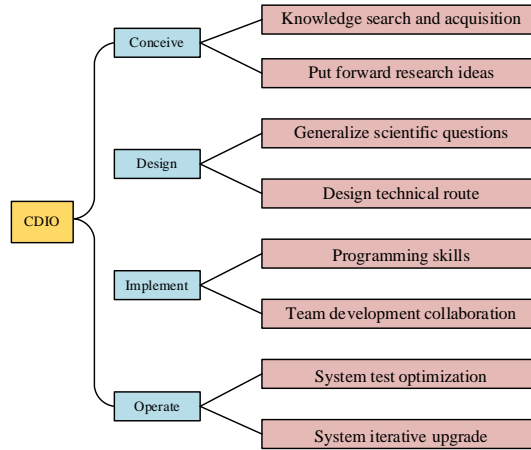 CDIO
Conceive
Knowledge search and acquisition
Put forward research ideas
Design
Generalize scientific questions
Design technical route
Implement
Programming skills
Team development collaboration
Operate
System test optimization
System iterative upgrade